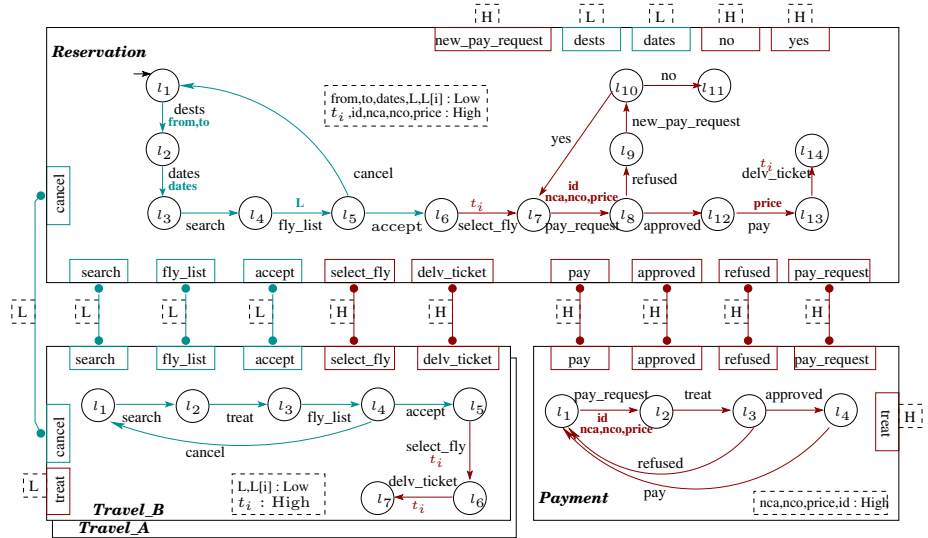 H L L H H
new_pay_request dests dates no yes
Reservation
l1 l10 no l11
from,to,dates,L,L[i] : Low
ti ,id,nca,nco,price : High
dests
from,to
new_pay_request
yes
l2 l9 l14
ti
delv_ticket
dates
dates
cancel
refused
id
nca,nco,price
cancel
L ti price
l3 l4 l5 l6 l7 l8 l12 l13
search fly_list accept select_fly pay_request approved pay
search fly_list accept select_fly delv_ticket pay approved refused pay_request
L L L L H H H H H H
search fly_list accept select_fly delv_ticket pay approved refused pay_request
l1 l2 l3 l4 l5
search treat fly_list accept
cancel
cancel
select_fly
ti
L treat
L,L[i] : Low
ti : High
delv_ticket
l7 ti l6
Travel_B
Travel_A
pay_request treat approved
l1 l2 l3 l4
id
nca,nco,price
treat H
refused
pay
Payment
nca,nco,price,id : High